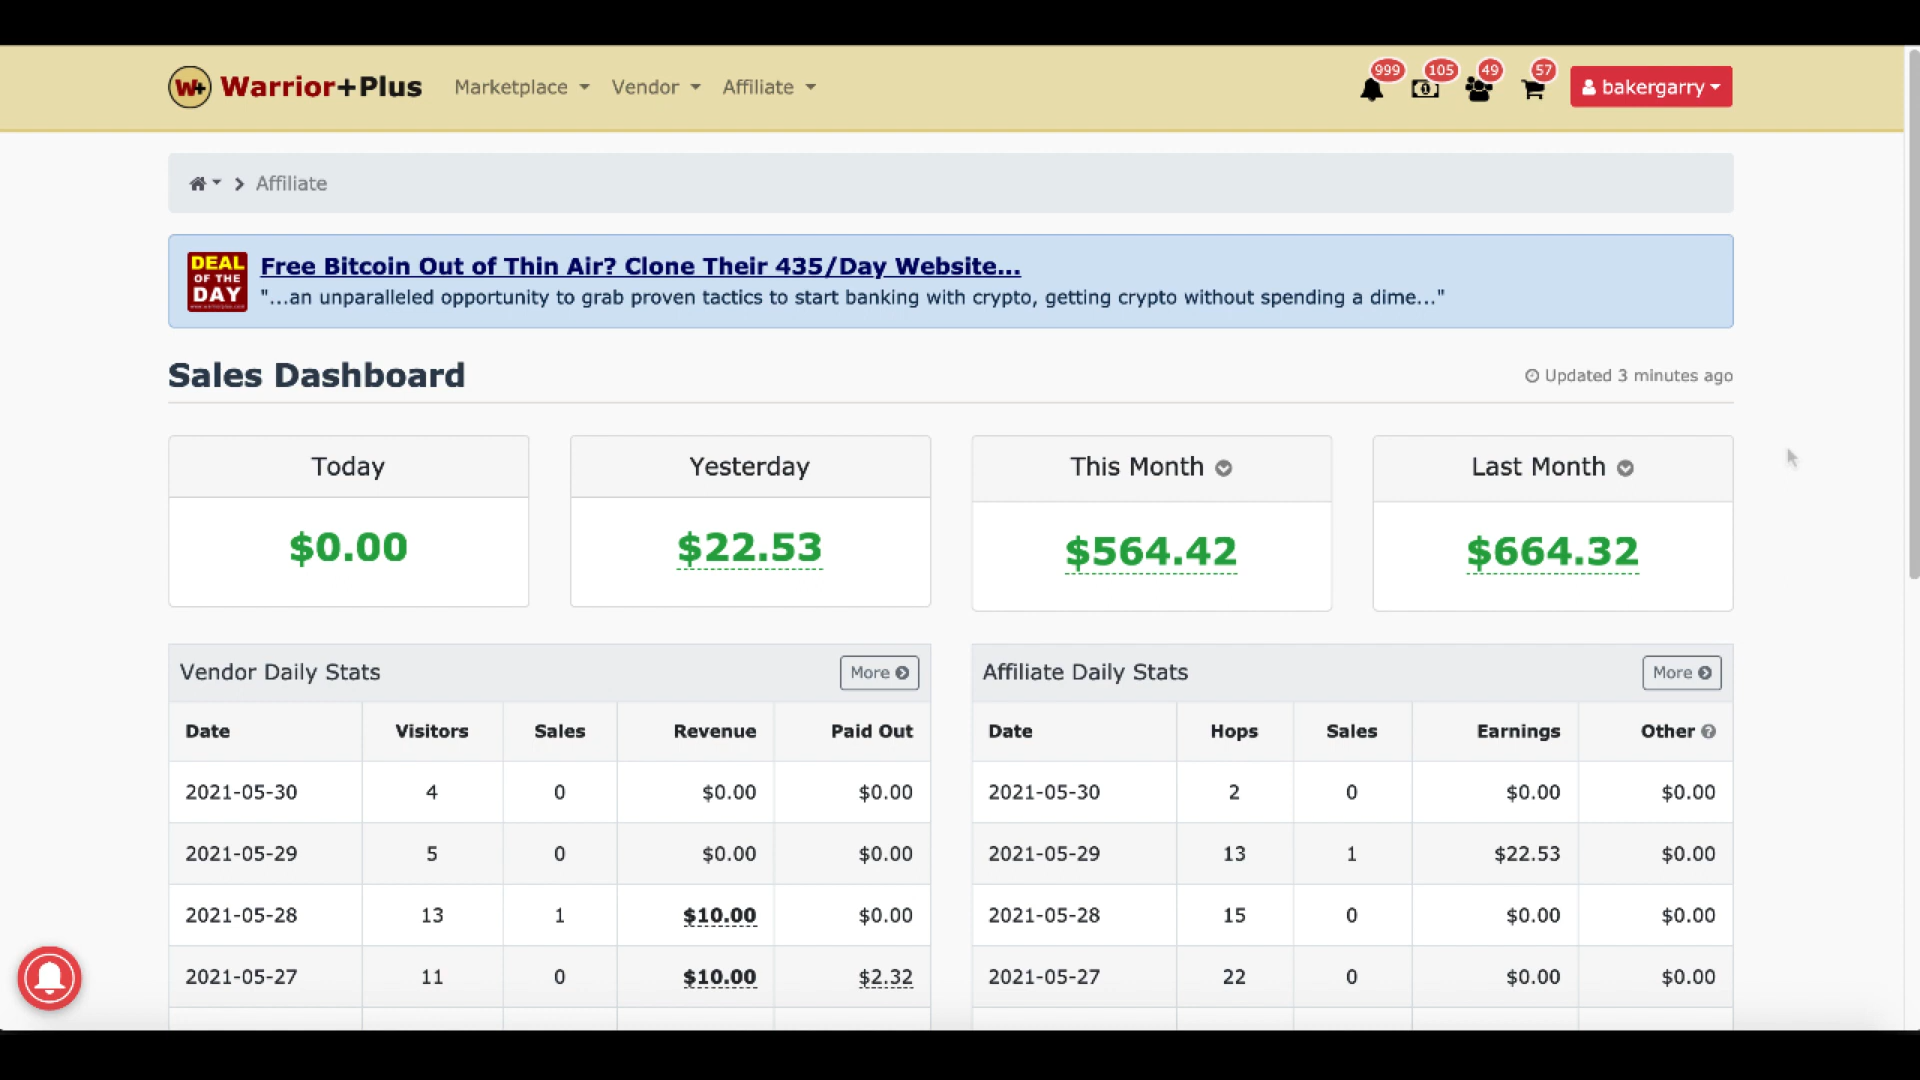 W+ Warrior+Plus Marketplace Vendor Affiliate 999 105 49 57 bakergarry
Affiliate
DEAL OF THE DAY
Free Bitcoin Out of Thin Air? Clone Their 435/Day Website...
"...an unparalleled opportunity to grab proven tactics to start banking with crypto, getting crypto without spending a dime..."
Sales Dashboard Updated 3 minutes ago
Today Yesterday This Month Last Month
$0.00 $22.53 $564.42 $664.32
Vendor Daily Stats More
Date Visitors Sales Revenue Paid Out
2021-05-30 4 0 $0.00 $0.00
2021-05-29 5 0 $0.00 $0.00
2021-05-28 13 1 $10.00 $0.00
2021-05-27 11 0 $10.00 $2.32
Affiliate Daily Stats More
Date Hops Sales Earnings Other
2021-05-30 2 0 $0.00 $0.00
2021-05-29 13 1 $22.53 $0.00
2021-05-28 15 0 $0.00 $0.00
2021-05-27 22 0 $0.00 $0.00